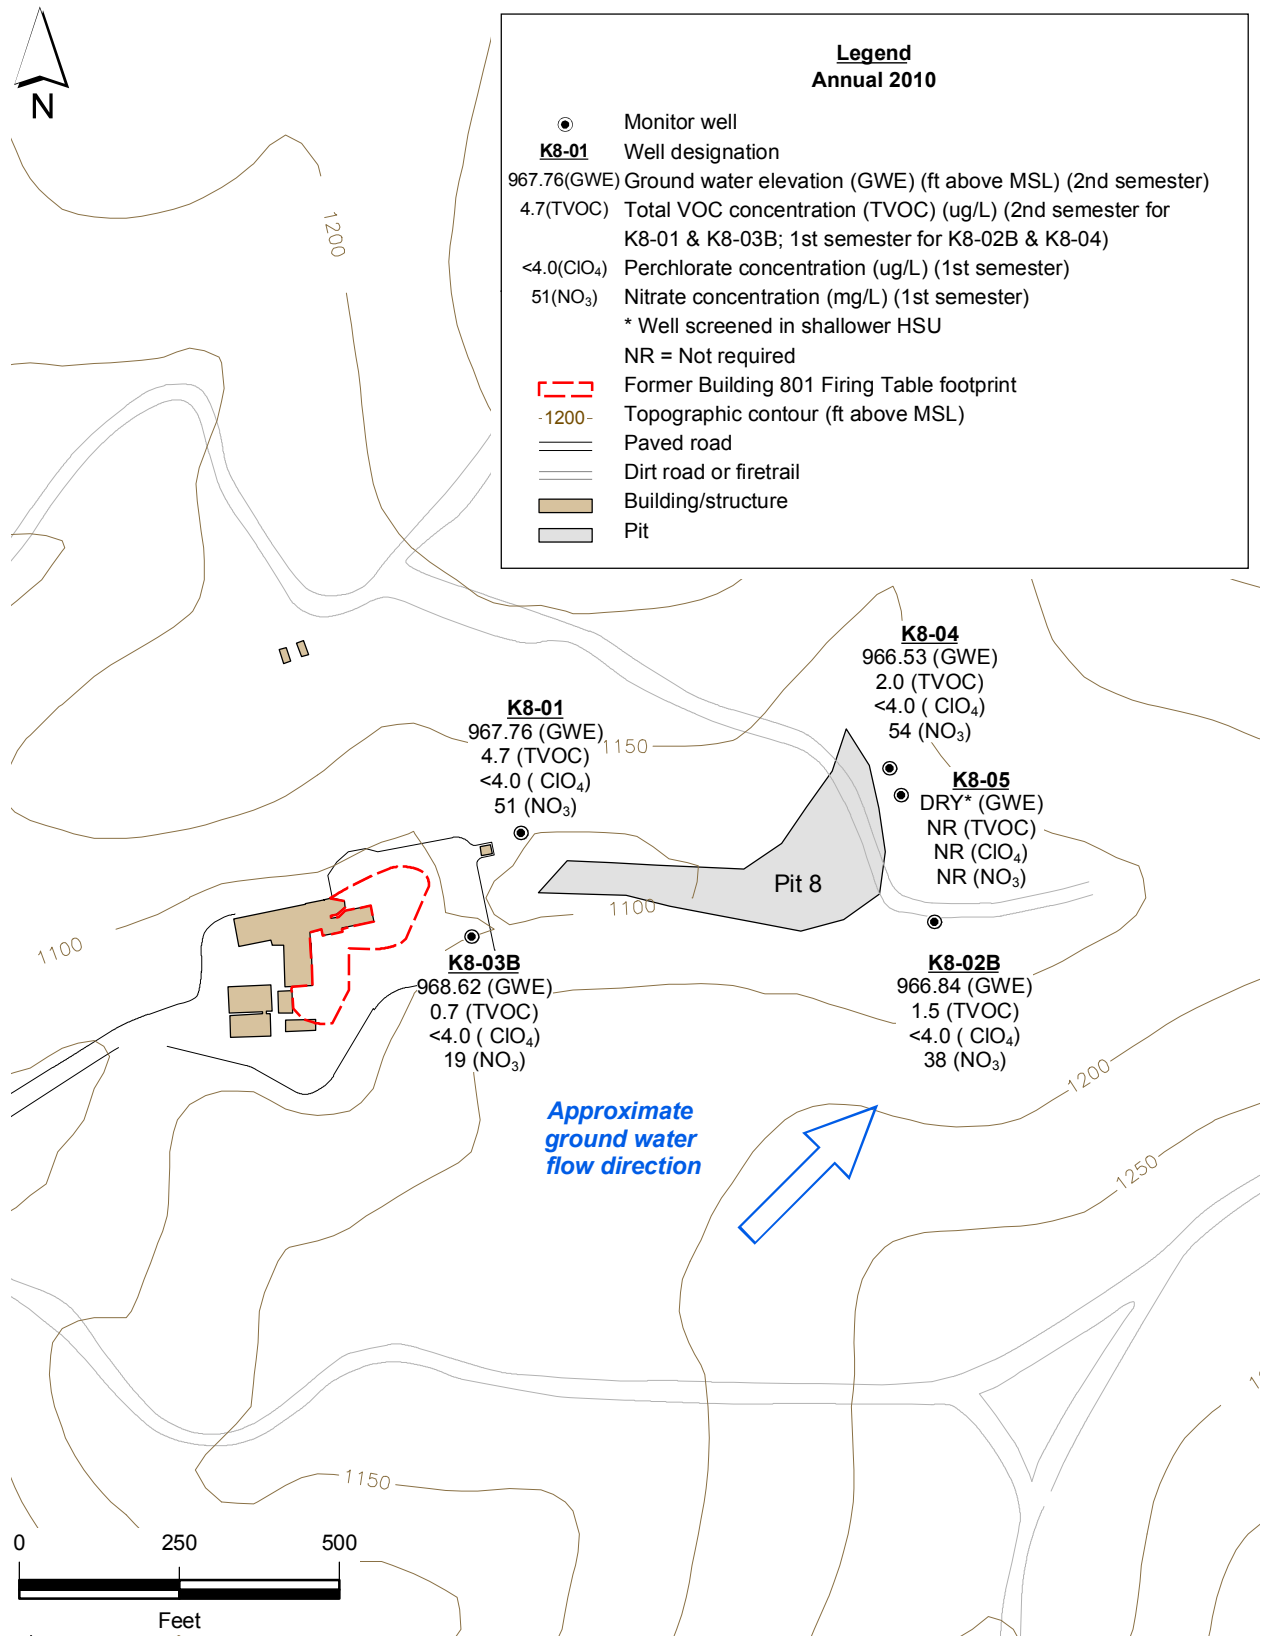 N
Legend
Annual 2010
Monitor well
K8-01 Well designation
967.76(GWE) Ground water elevation (GWE) (ft above MSL) (2nd semester)
4.7(TVOC) Total VOC concentration (TVOC) (ug/L) (2nd semester for
K8-01 & K8-03B; 1st semester for K8-02B & K8-04)
<4.0(ClO₄) Perchlorate concentration (ug/L) (1st semester)
51(NO₃) Nitrate concentration (mg/L) (1st semester)
* Well screened in shallower HSU
NR = Not required
Former Building 801 Firing Table footprint
-1200- Topographic contour (ft above MSL)
Paved road
Dirt road or firetrail
Building/structure
Pit
1200
K8-04
966.53 (GWE)
2.0 (TVOC)
<4.0 ( ClO₄)
54 (NO₃)
K8-01
967.76 (GWE)
4.7 (TVOC)
<4.0 ( ClO₄)
51 (NO₃)
1150
K8-05
DRY* (GWE)
NR (TVOC)
NR (ClO₄)
NR (NO₃)
Pit 8
1100
1100
K8-03B
968.62 (GWE)
0.7 (TVOC)
<4.0 ( ClO₄)
19 (NO₃)
K8-02B
966.84 (GWE)
1.5 (TVOC)
<4.0 ( ClO₄)
38 (NO₃)
1200
Approximate
ground water
flow direction
1250
1150
0 250 500
Feet